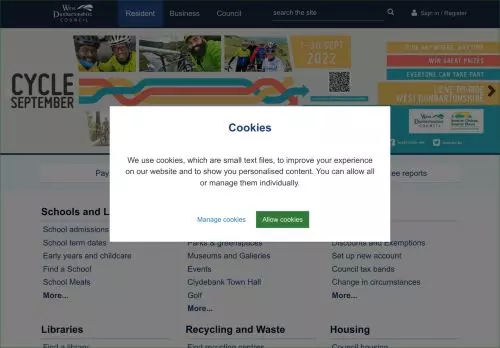 West Dunbartonshire COUNCIL
Resident Business Council search the site Sign in / Register
1-30 SEPT 2022
CYCLE SEPTEMBER
RIDE ANYWHERE, ANYTIME
WIN GREAT PRIZES
EVERYONE CAN TAKE PART
LOVE TO RIDE
WEST DUNBARTONSHIRE
West Dunbartonshire COUNCIL
Cookies
We use cookies, which are small text files, to improve your experience
on our website and to show you personalised content. You can allow all
or manage them individually.
Manage cookies Allow cookies
Pay
ee reports
Schools and L
School admissions
School term dates
Early years and childcare
Find a School
School Meals
More...
Parks & greenspaces
Museums and Galleries
Events
Clydebank Town Hall
Golf
More...
Discounts and Exemptions
Set up new account
Council tax bands
Change in circumstances
More...
Libraries
Find a library
Recycling and Waste
Find recycling centres
Housing
Council housing